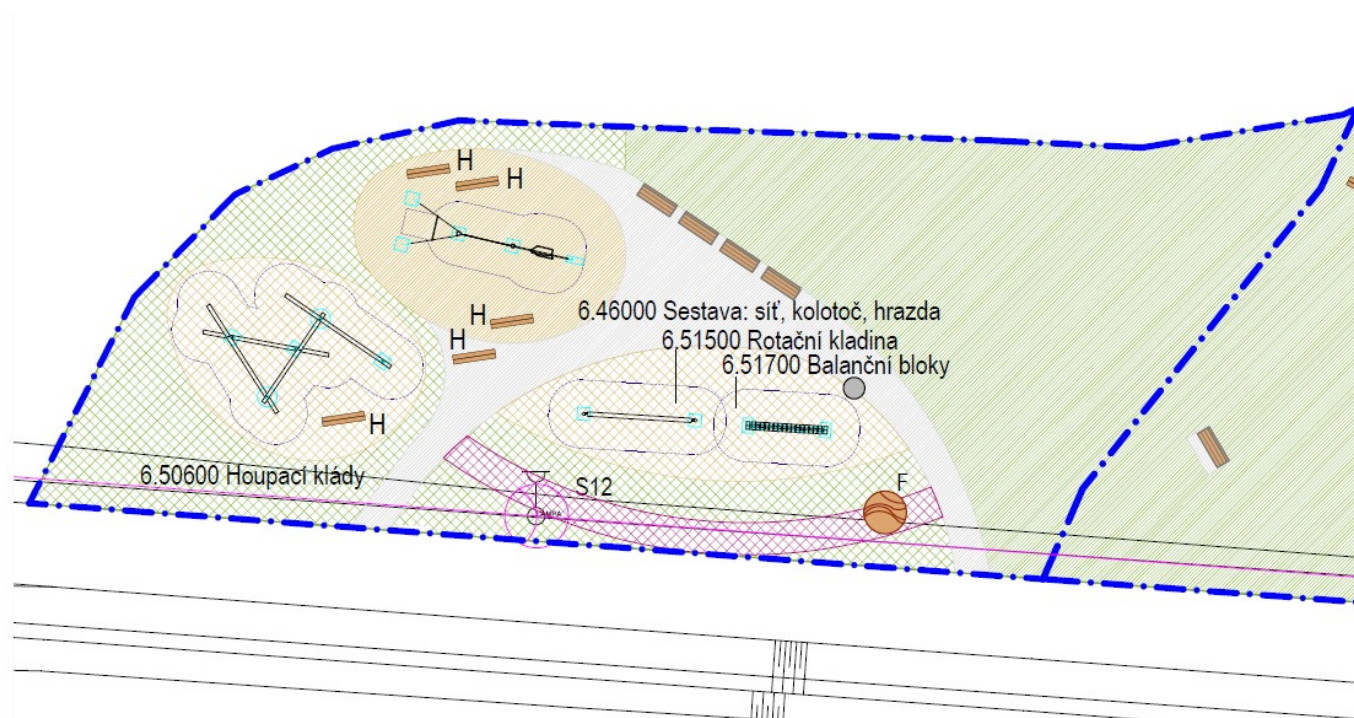 H
H
6.46000 Sestava: síť, kolotoč, hrazda
H
6.51500 Rotační kladina
H
6.51700 Balanční bloky
H
6.50600 Houpací klády
S12
F
LAMPA